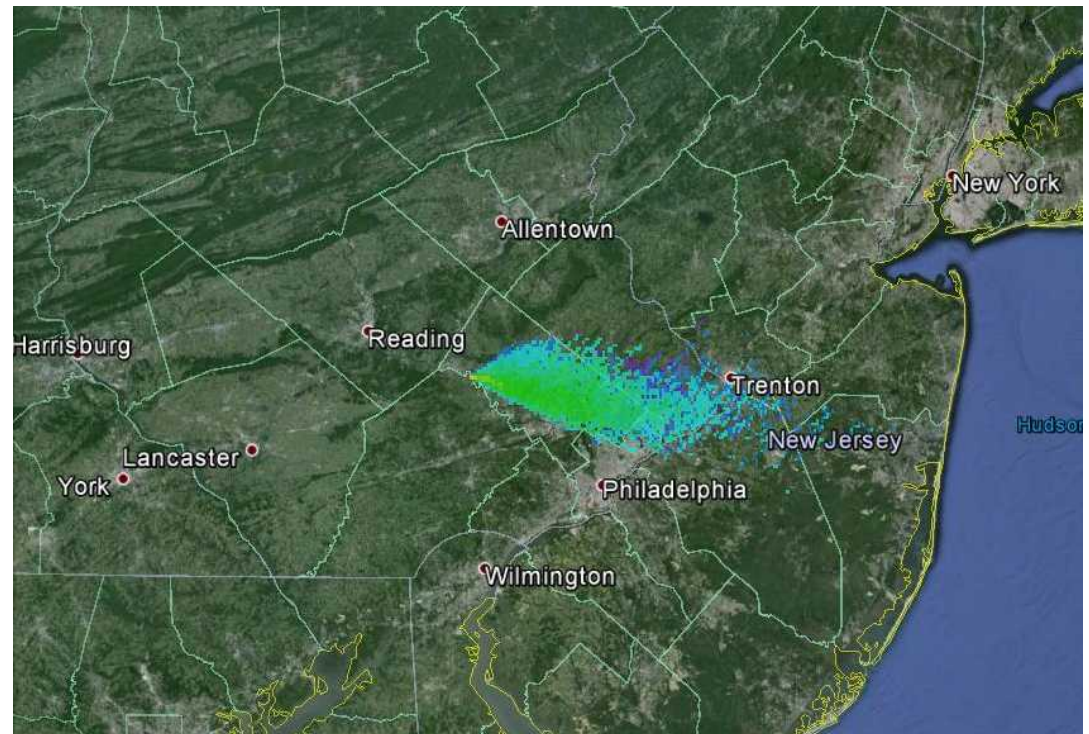 New York
Allentown
Reading
Harrisburg
Trenton
Hudson
New Jersey
Lancaster
York
Philadelphia
Wilmington